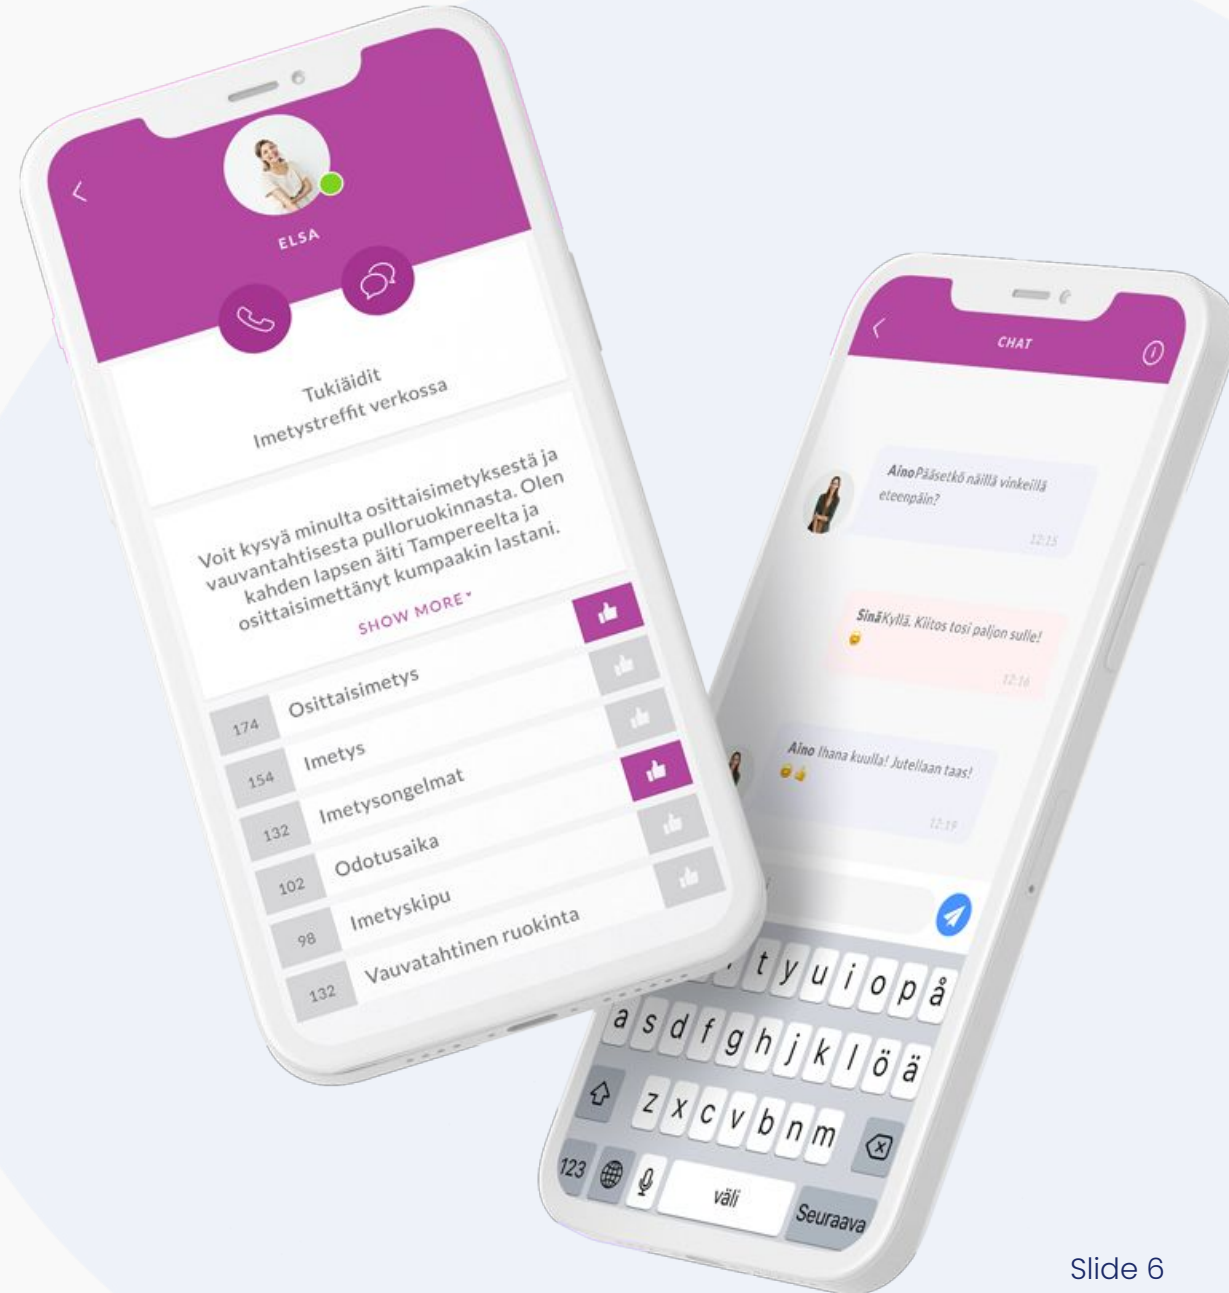 ELSA
Tukiäidit
Imetystreffit verkossa
Voit kysyä minulta osittaisimetyksestä ja
vauvantahtisesta pulloruokinnasta. Olen
kahden lapsen äiti Tampereelta ja
osittaisimettänyt kumpaakin lastani.
SHOW MORE
174 Osittaisimetys
154 Imetys
132 Imetysongelmat
102 Odotusaika
98 Imetyskipu
132 Vauvatahtinen ruokinta
CHAT
Aino Pääsetkö näillä vinkeillä
eteenpäin?
12:15
Sinä Kyllä. Kiitos tosi paljon sulle!
12:16
Aino Ihana kuulla! Jutellaan taas!
12:19
t y u i o p å
a s d f g h j k l ö ä
z x c v b n m
123 väli Seuraava
Slide 6